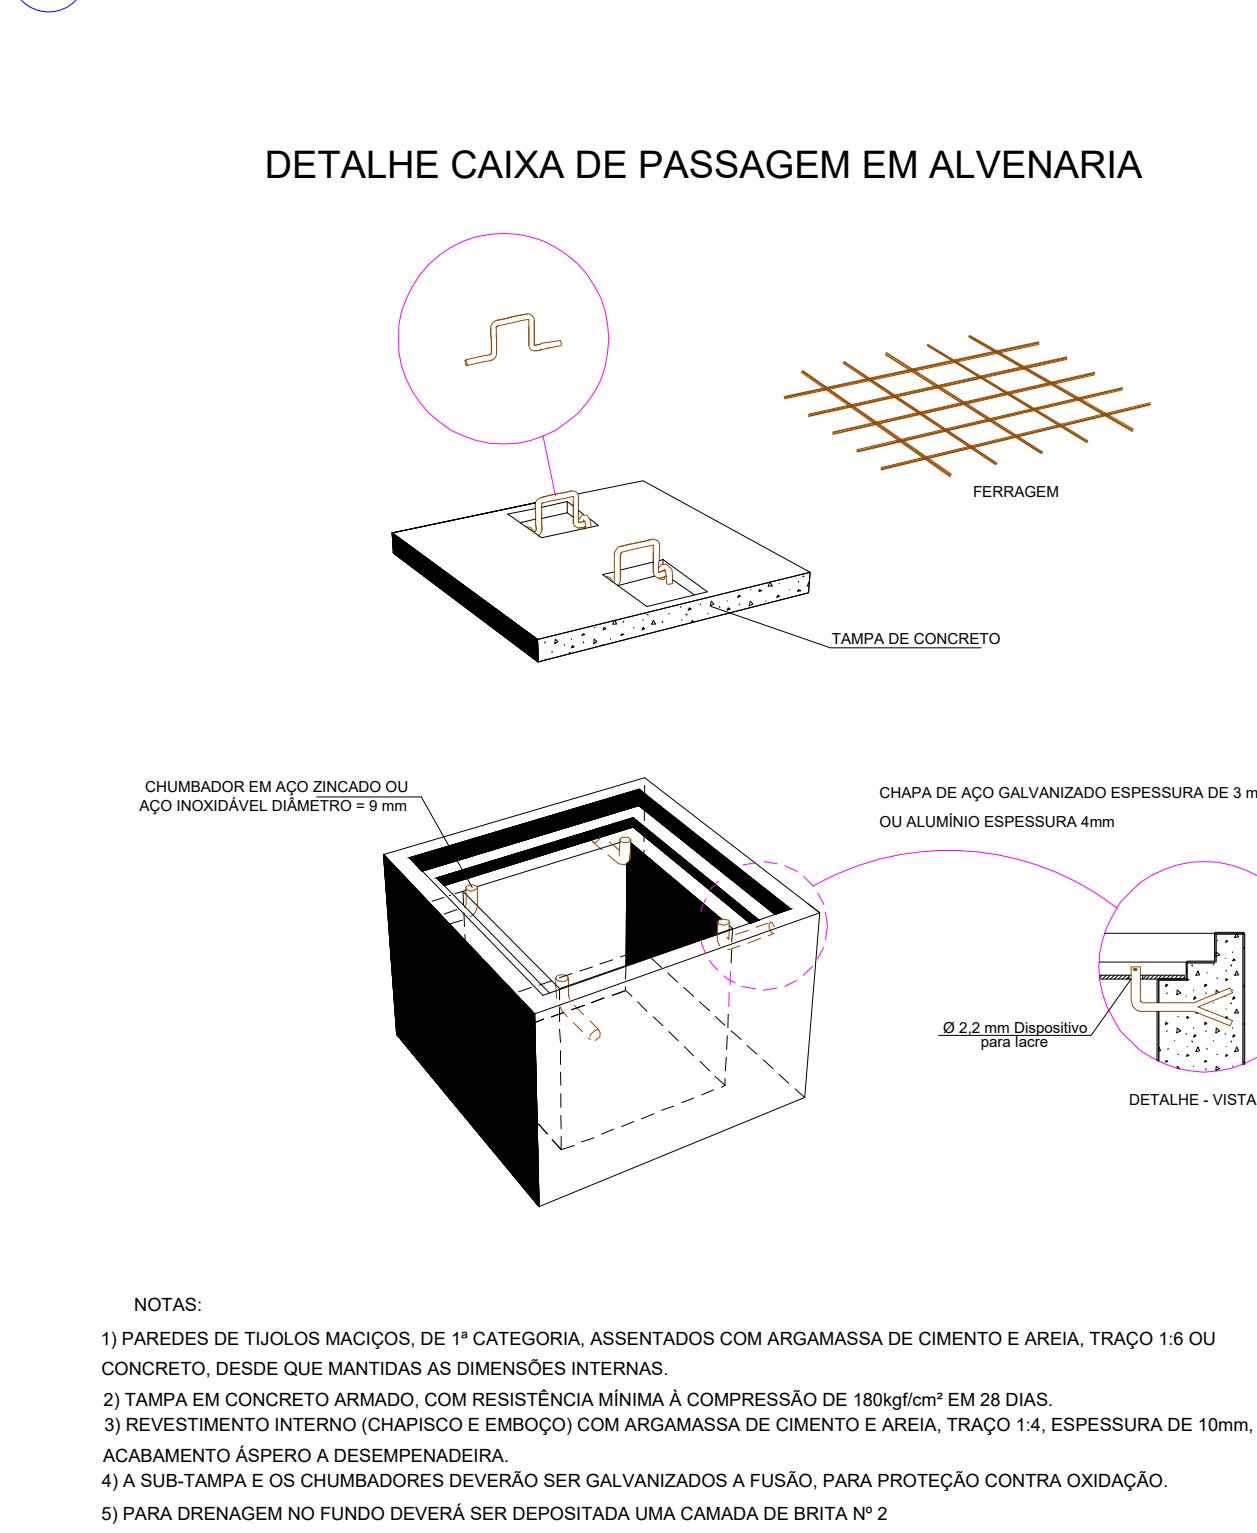 DETALHE CAIXA DE PASSAGEM EM ALVENARIA
FERRAGEM
TAMPA DE CONCRETO
CHUMBADOR EM AÇO ZINCADO OU
AÇO INOXIDÁVEL DIÂMETRO = 9 mm
CHAPA DE AÇO GALVANIZADO ESPESSURA DE 3 m
OU ALUMÍNIO ESPESSURA 4mm
Ø 2,2 mm Dispositivo
para lacre
DETALHE - VISTA
NOTAS:
1) PAREDES DE TIJOLOS MACIÇOS, DE 1ª CATEGORIA, ASSENTADOS COM ARGAMASSA DE CIMENTO E AREIA, TRAÇO 1:6 OU
CONCRETO, DESDE QUE MANTIDAS AS DIMENSÕES INTERNAS.
2) TAMPA EM CONCRETO ARMADO, COM RESISTÊNCIA MÍNIMA À COMPRESSÃO DE 180kgf/cm² EM 28 DIAS.
3) REVESTIMENTO INTERNO (CHAPISCO E EMBOÇO) COM ARGAMASSA DE CIMENTO E AREIA, TRAÇO 1:4, ESPESSURA DE 10mm,
ACABAMENTO ÁSPERO A DESEMPENADEIRA.
4) A SUB-TAMPA E OS CHUMBADORES DEVERÃO SER GALVANIZADOS A FUSÃO, PARA PROTEÇÃO CONTRA OXIDAÇÃO.
5) PARA DRENAGEM NO FUNDO DEVERÁ SER DEPOSITADA UMA CAMADA DE BRITA Nº 2